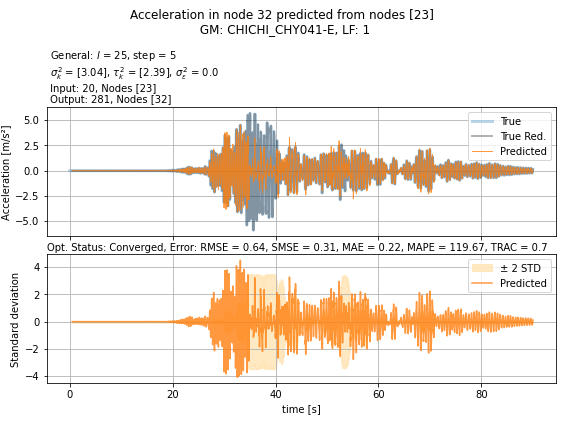 Acceleration in node 32 predicted from nodes [23]
GM: CHICHI_CHY041-E, LF: 1
General: l = 25, step = 5
σ²ₖ = [3.04], τ²ₖ = [2.39], σ²ε = 0.0
Input: 20, Nodes [23]
Output: 281, Nodes [32]
Acceleration [m/s²]
5.0
2.5
0.0
−2.5
−5.0
True
True Red.
Predicted
Opt. Status: Converged, Error: RMSE = 0.64, SMSE = 0.31, MAE = 0.22, MAPE = 119.67, TRAC = 0.7
Standard deviation
4
2
0
−2
−4
± 2 STD
Predicted
0 20 40 60 80
time [s]